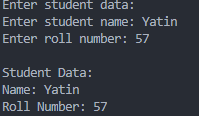 Enter student data:
Enter student name: Yatin
Enter roll number: 57

Student Data:
Name: Yatin
Roll Number: 57